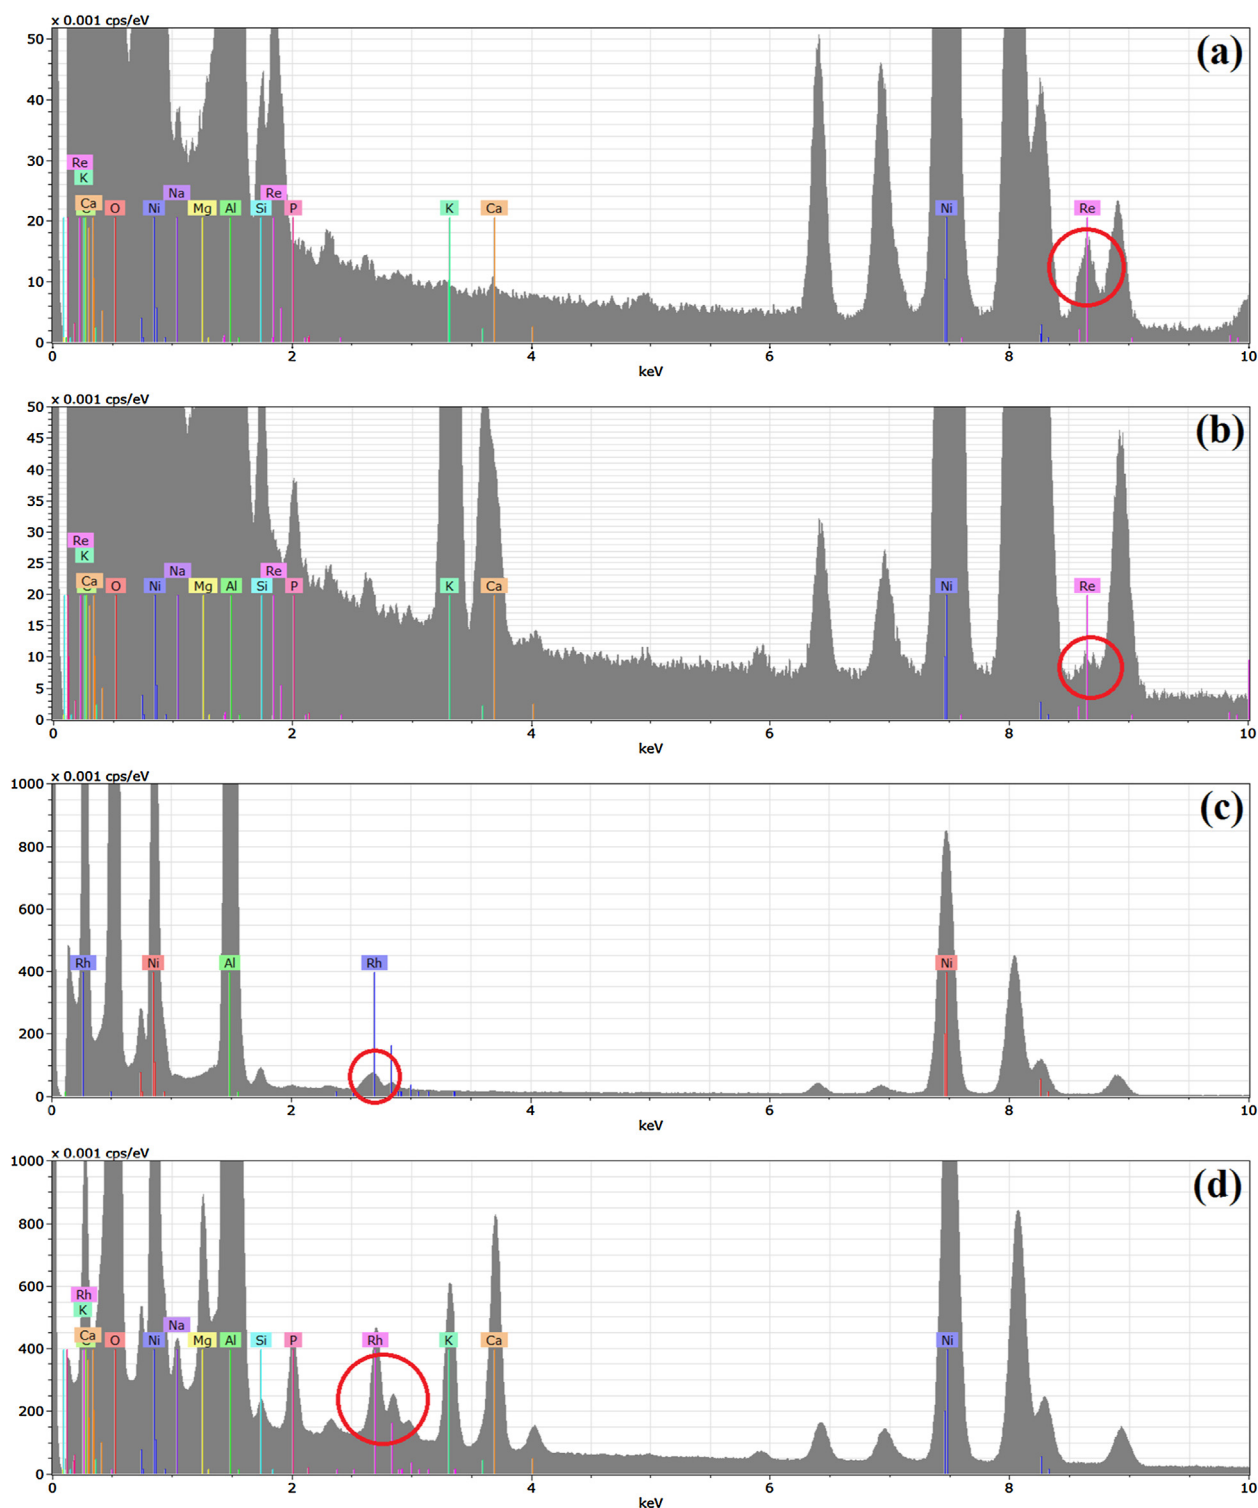 x 0.001 cps/eV
(a)
50
40
30
20
10
0
Re
K
Ca
O
Ni
Na
Mg
Al
Si
Re
P
K
Ca
Ni
Re
0 2 4 6 8 10
keV
x 0.001 cps/eV
(b)
50
45
40
35
30
25
20
15
10
5
0
Re
K
Ca
O
Ni
Na
Mg
Al
Si
Re
P
K
Ca
Ni
Re
0 2 4 6 8 10
keV
x 0.001 cps/eV
(c)
1000
800
600
400
200
0
Rh
Ni
Al
Rh
Ni
0 2 4 6 8 10
keV
x 0.001 cps/eV
(d)
1000
800
600
400
200
0
Rh
K
Ca
O
Ni
Na
Mg
Al
Si
P
Rh
K
Ca
Ni
0 2 4 6 8 10
keV